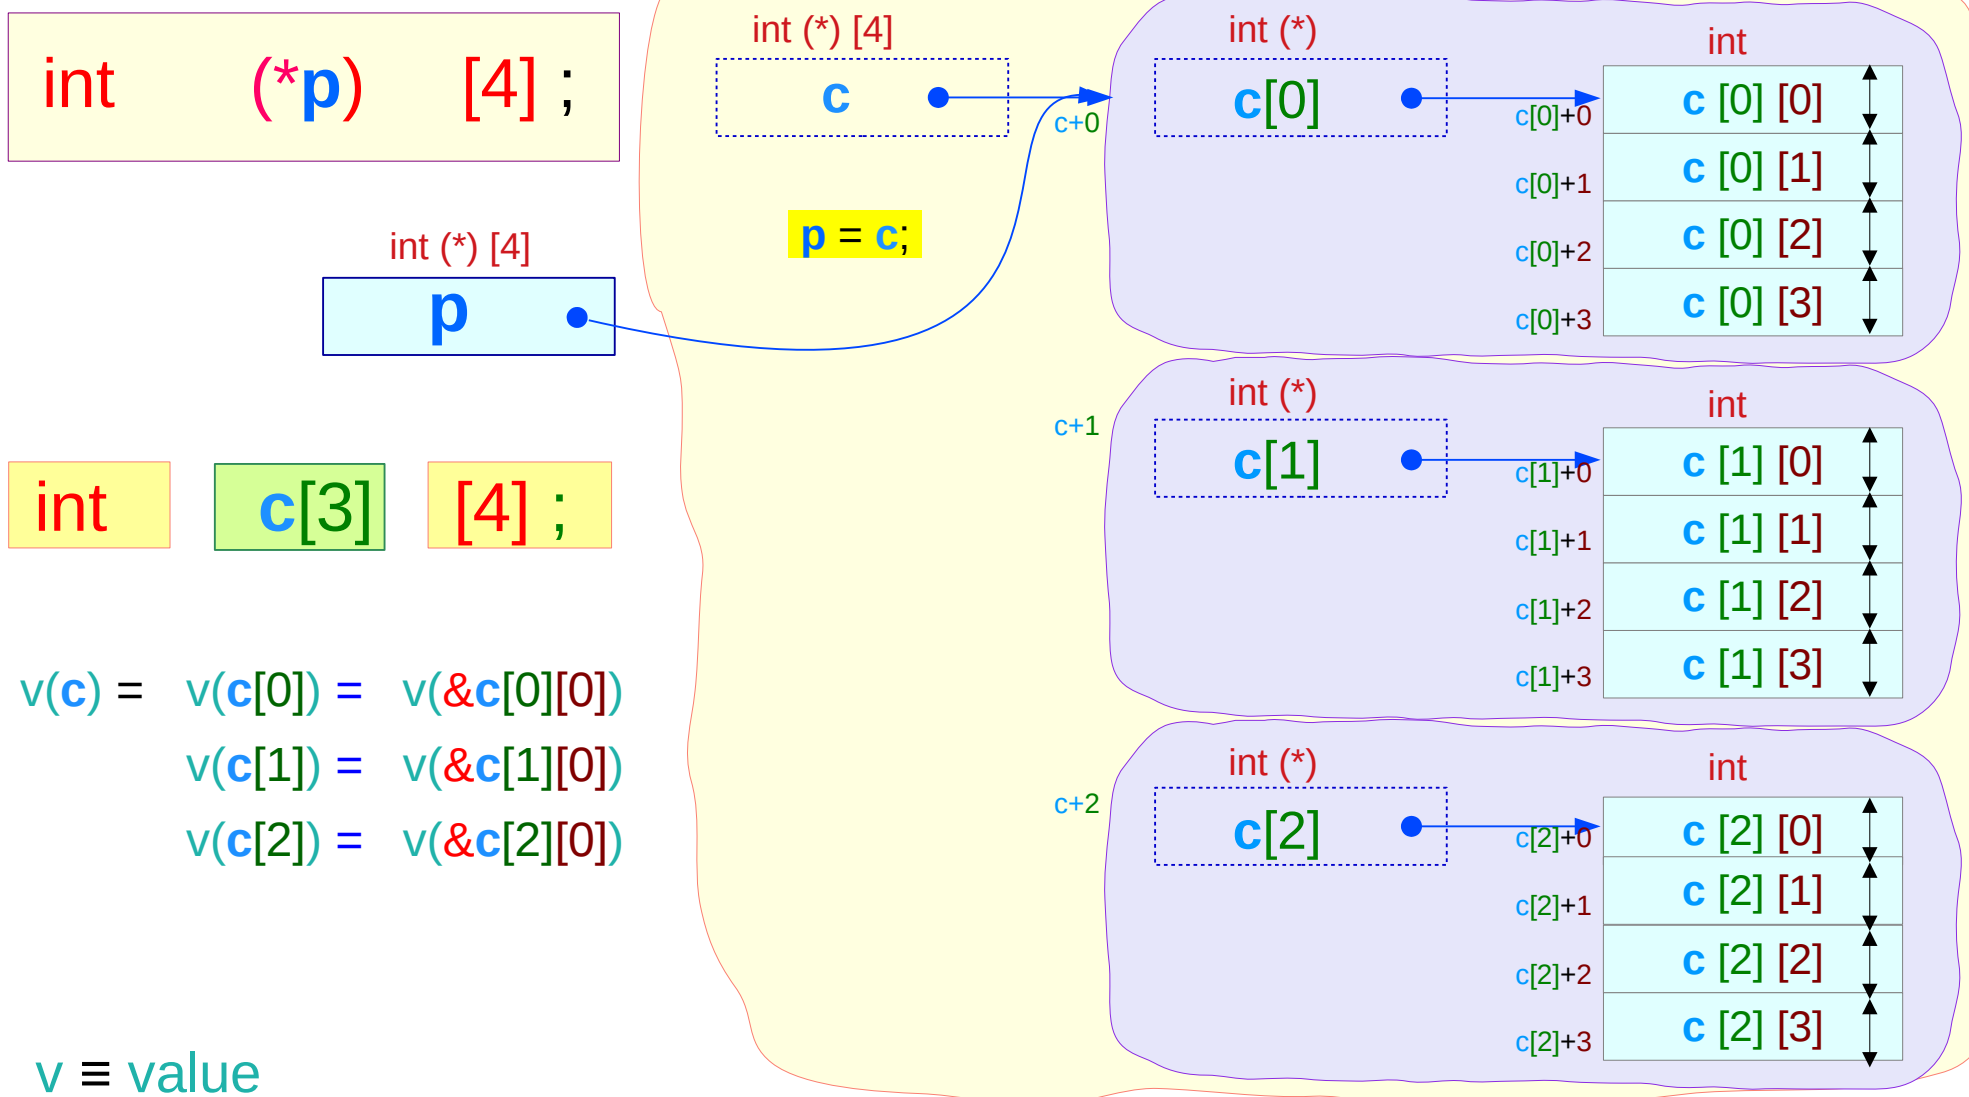 int (*p) [4] ;
int (*) [4]
p
int c[3] [4] ;
v(c) = v(c[0]) = v(&c[0][0])
v(c[1]) = v(&c[1][0])
v(c[2]) = v(&c[2][0])
v ≡ value
int (*) [4]
c
c+0
p = c;
int (*)
c[0]
int
c[0]+0 c [0] [0]
c[0]+1 c [0] [1]
c[0]+2 c [0] [2]
c[0]+3 c [0] [3]
c+1
int (*)
c[1]
int
c[1]+0 c [1] [0]
c[1]+1 c [1] [1]
c[1]+2 c [1] [2]
c[1]+3 c [1] [3]
c+2
int (*)
c[2]
int
c[2]+0 c [2] [0]
c[2]+1 c [2] [1]
c[2]+2 c [2] [2]
c[2]+3 c [2] [3]